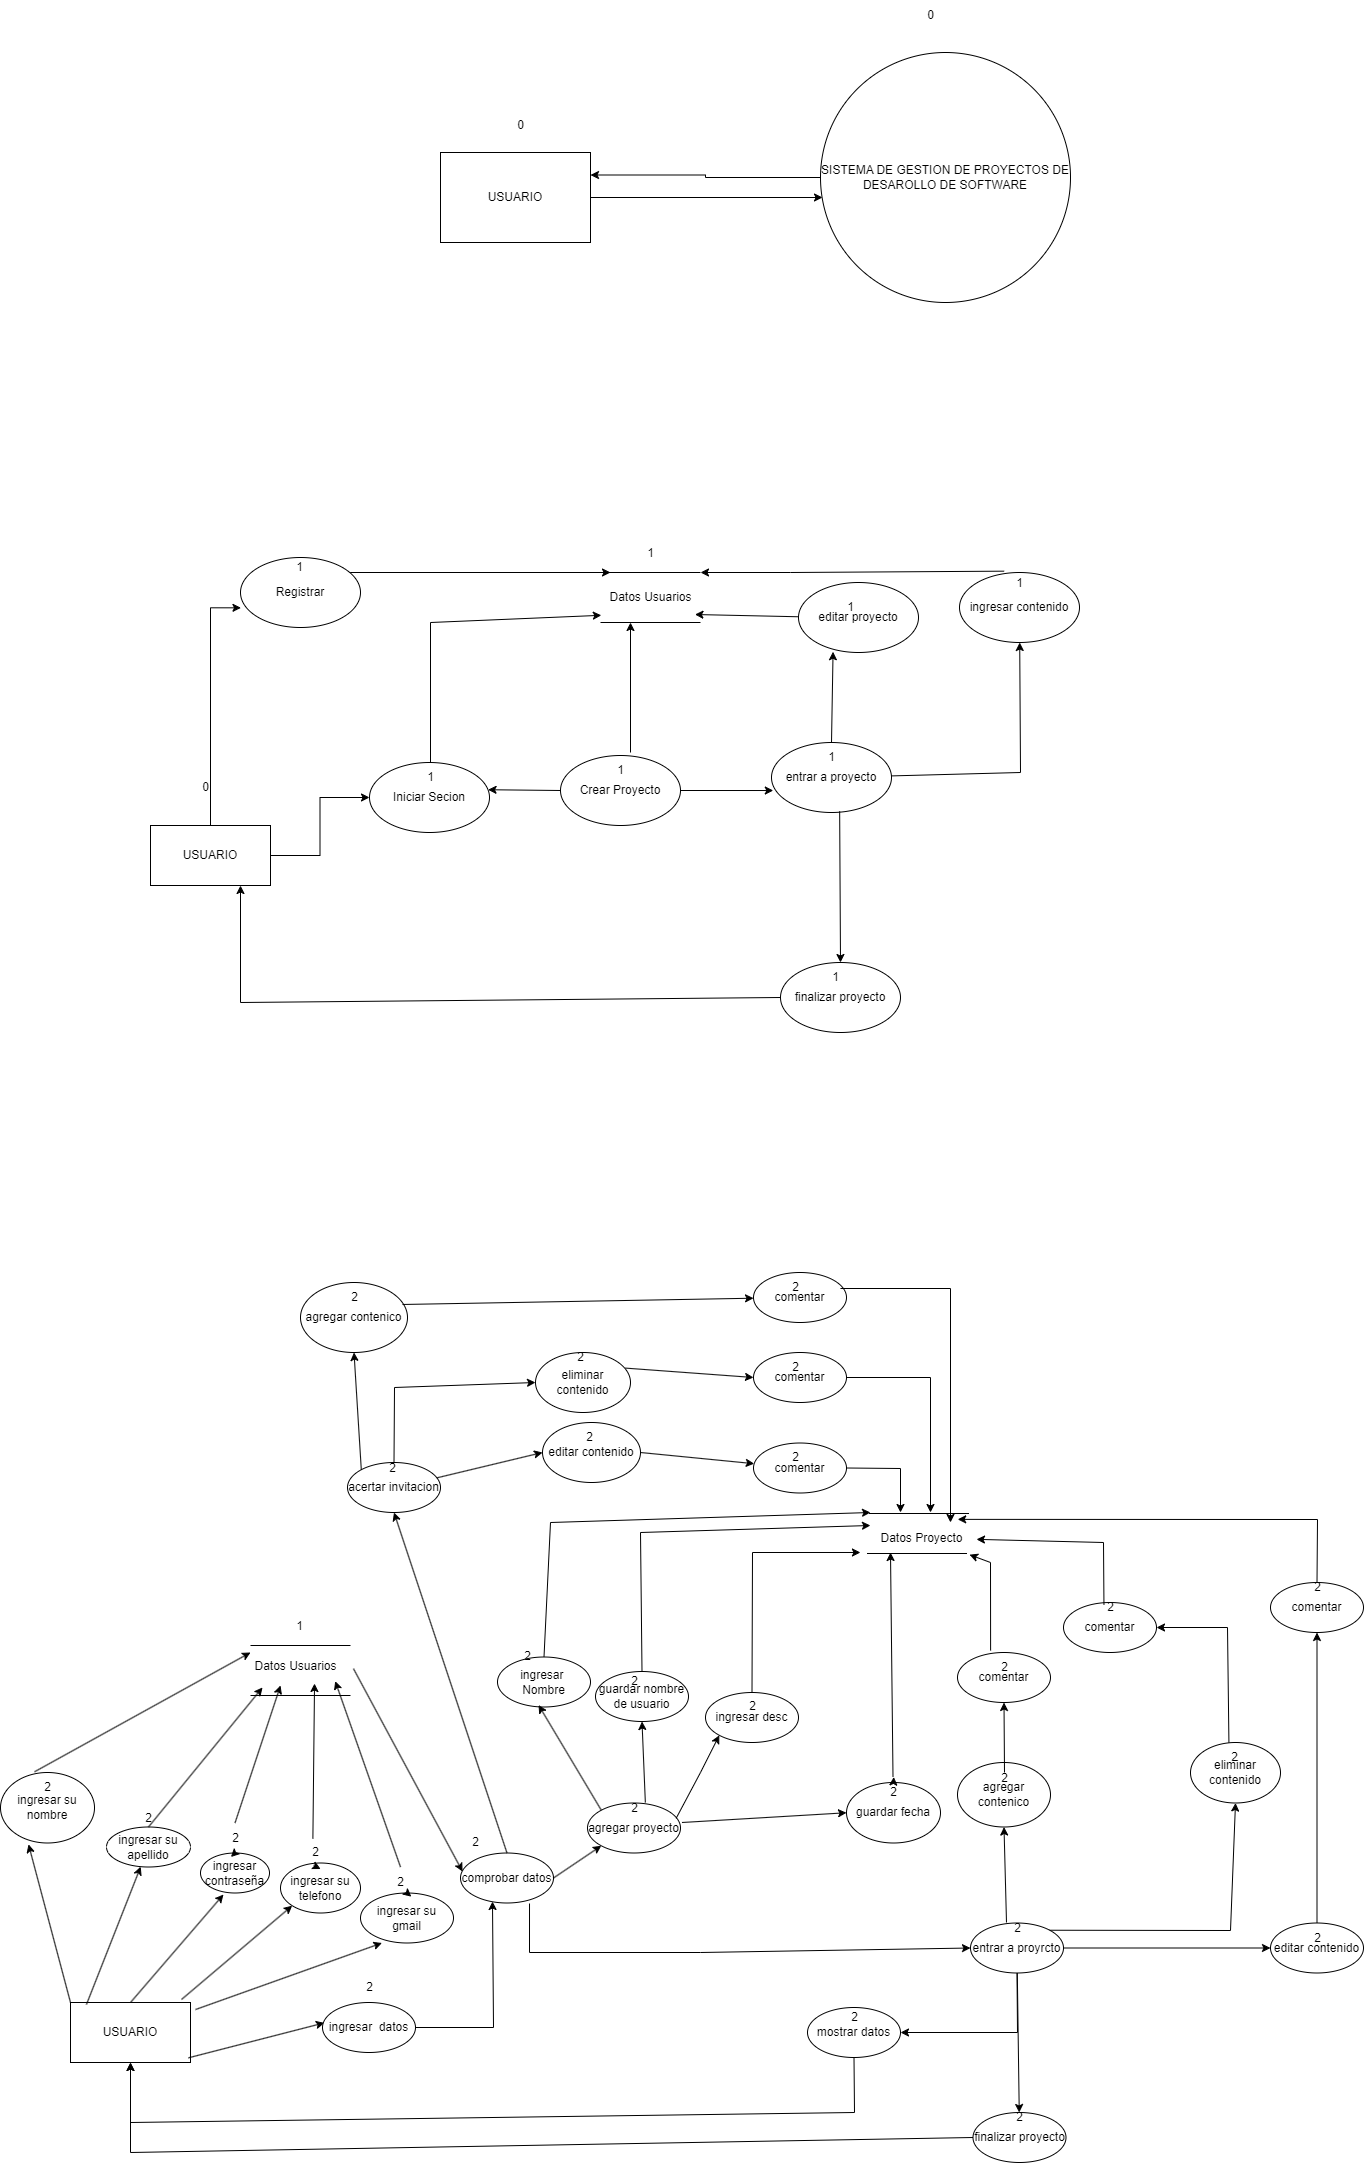 0
0
SISTEMA DE GESTION DE PROYECTOS DE
DESAROLLO DE SOFTWARE
USUARIO
1
1
Registrar
Datos Usuarios
1
editar proyecto
1
ingresar contenido
0
1
Iniciar Secion
1
Crear Proyecto
1
entrar a proyecto
USUARIO
1
finalizar proyecto
2
agregar contenico
2
comentar
2
eliminar
contenido
2
comentar
2
editar contenido
2
comentar
2
acertar invitacion
Datos Proyecto
2
comentar
2
comentar
1
Datos Usuarios
2
ingresar
Nombre
2
guardar nombre
de usuario
2
ingresar desc
2
comentar
2
eliminar
contenido
2
ingresar su
nombre
2
ingresar su
apellido
2
ingresar
contraseña
2
ingresar su
telefono
2
ingresar su
gmail
2
comprobar datos
2
agregar proyecto
2
guardar fecha
2
agregar
contenico
2
entrar a proyrcto
2
editar contenido
2
ingresar  datos
USUARIO
2
mostrar datos
2
finalizar proyecto